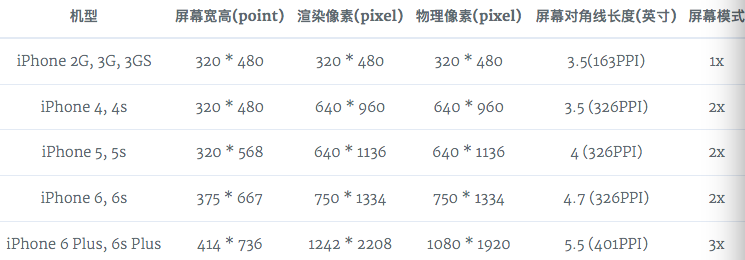 机型 屏幕宽高(point) 渲染像素(pixel) 物理像素(pixel) 屏幕对角线长度(英寸) 屏幕模式
iPhone 2G, 3G, 3GS 320 * 480 320 * 480 320 * 480 3.5(163PPI) 1x
iPhone 4, 4s 320 * 480 640 * 960 640 * 960 3.5 (326PPI) 2x
iPhone 5, 5s 320 * 568 640 * 1136 640 * 1136 4 (326PPI) 2x
iPhone 6, 6s 375 * 667 750 * 1334 750 * 1334 4.7 (326PPI) 2x
iPhone 6 Plus, 6s Plus 414 * 736 1242 * 2208 1080 * 1920 5.5 (401PPI) 3x